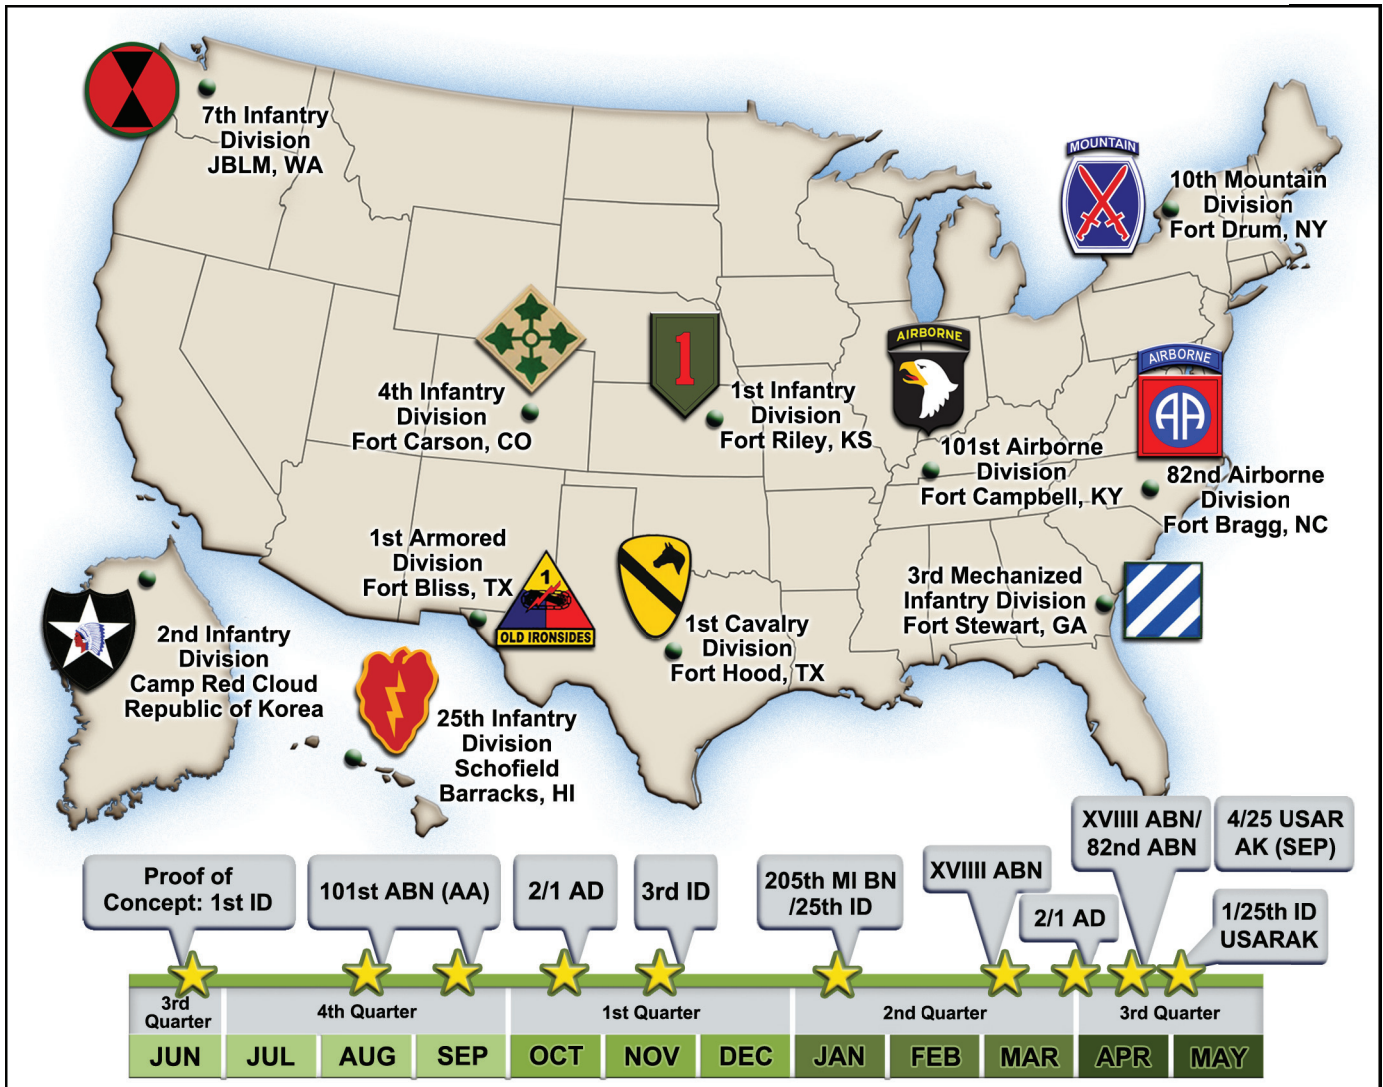 7th Infantry
Division
JBLM, WA
MOUNTAIN
10th Mountain
Division
Fort Drum, NY
4th Infantry
Division
Fort Carson, CO
1
1st Infantry
Division
Fort Riley, KS
AIRBORNE
101st Airborne
Division
Fort Campbell, KY
AIRBORNE
AA
82nd Airborne
Division
Fort Bragg, NC
1st Armored
Division
Fort Bliss, TX
1
OLD IRONSIDES
1st Cavalry
Division
Fort Hood, TX
3rd Mechanized
Infantry Division
Fort Stewart, GA
2nd Infantry
Division
Camp Red Cloud
Republic of Korea
25th Infantry
Division
Schofield
Barracks, HI
Proof of
Concept: 1st ID
101st ABN (AA)
2/1 AD
3rd ID
205th MI BN
/25th ID
XVIIII ABN
2/1 AD
XVIIII ABN/
82nd ABN
4/25 USAR
AK (SEP)
1/25th ID
USARAK
3rd
Quarter
4th Quarter
1st Quarter
2nd Quarter
3rd Quarter
JUN
JUL
AUG
SEP
OCT
NOV
DEC
JAN
FEB
MAR
APR
MAY